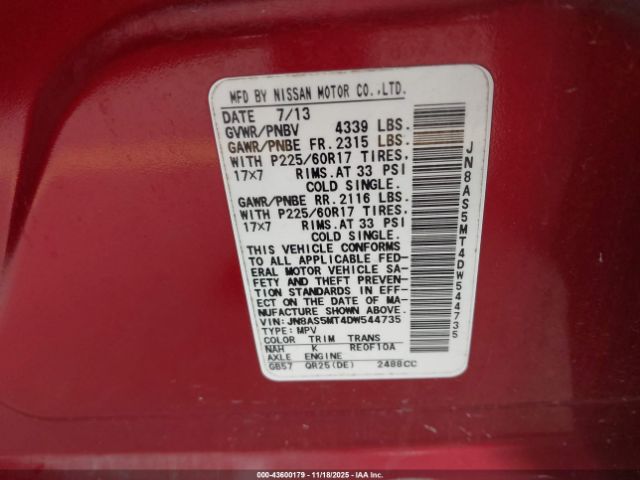 MFD BY NISSAN MOTOR CO.,LTD.
DATE 7/13
GVWR/PNBV 4339 LBS.
GAWR/PNBE FR. 2315 LBS.
WITH P225/60R17 TIRES.
17x7 RIMS.AT 33 PSI
COLD SINGLE.
GAWR/PNBE RR. 2116 LBS.
WITH P225/60R17 TIRES.
17x7 RIMS.AT 33 PSI
COLD SINGLE.
THIS VEHICLE CONFORMS
TO ALL APPLICABLE FED-
ERAL MOTOR VEHICLE SA-
FETY AND THEFT PREVEN-
TION STANDARDS IN EFF-
ECT ON THE DATE OF MA-
NUFACTURE SHOWN ABOVE.
VIN: JN8AS5MT4DW544735
TYPE: MPV
COLOR TRIM TRANS
NAH K RE0F10A
AXLE ENGINE
GB57 QR25(DE) 2488CC
JN8AS5MT4DW544735
000-43600179 - 11/18/2025 - COPYRIGHT © IAA, LLC